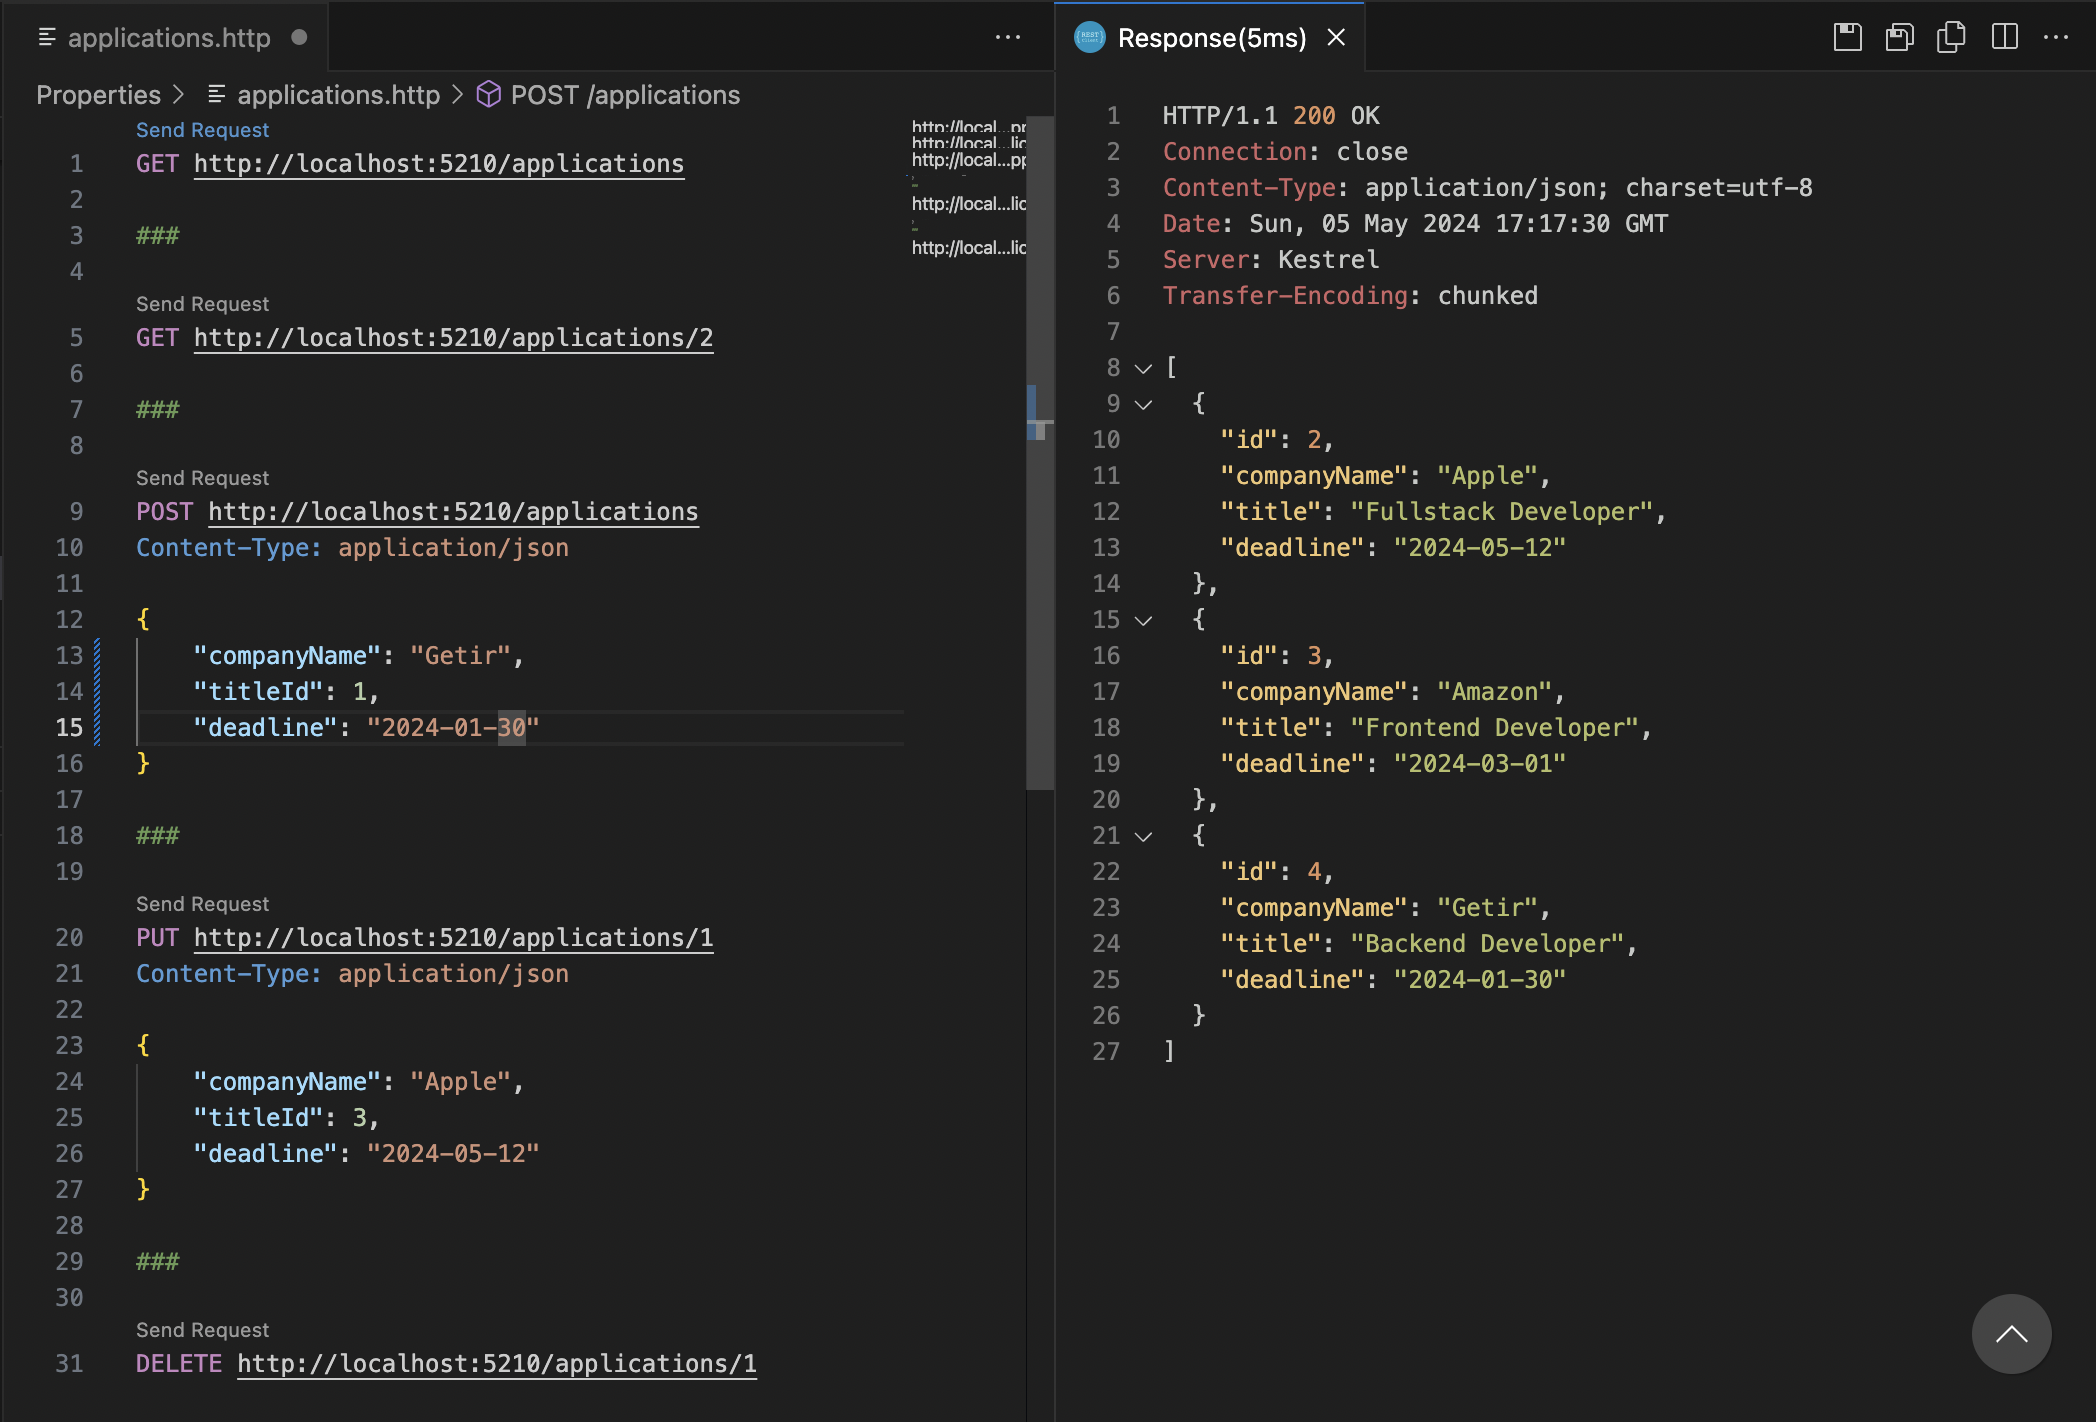 applications.http
Properties > applications.http > POST /applications
Send Request
1 GET http://localhost:5210/applications
2
3 ###
4
Send Request
5 GET http://localhost:5210/applications/2
6
7 ###
8
Send Request
9 POST http://localhost:5210/applications
10 Content-Type: application/json
11
12 {
13 "companyName": "Getir",
14 "titleId": 1,
15 "deadline": "2024-01-30"
16 }
17
18 ###
19
Send Request
20 PUT http://localhost:5210/applications/1
21 Content-Type: application/json
22
23 {
24 "companyName": "Apple",
25 "titleId": 3,
26 "deadline": "2024-05-12"
27 }
28
29 ###
30
Send Request
31 DELETE http://localhost:5210/applications/1
http://local...pp
http://local...lic
http://local...pp
http://local...lic
http://local...lic
Response(5ms)
1 HTTP/1.1 200 OK
2 Connection: close
3 Content-Type: application/json; charset=utf-8
4 Date: Sun, 05 May 2024 17:17:30 GMT
5 Server: Kestrel
6 Transfer-Encoding: chunked
7
8 [
9 {
10 "id": 2,
11 "companyName": "Apple",
12 "title": "Fullstack Developer",
13 "deadline": "2024-05-12"
14 },
15 {
16 "id": 3,
17 "companyName": "Amazon",
18 "title": "Frontend Developer",
19 "deadline": "2024-03-01"
20 },
21 {
22 "id": 4,
23 "companyName": "Getir",
24 "title": "Backend Developer",
25 "deadline": "2024-01-30"
26 }
27 ]